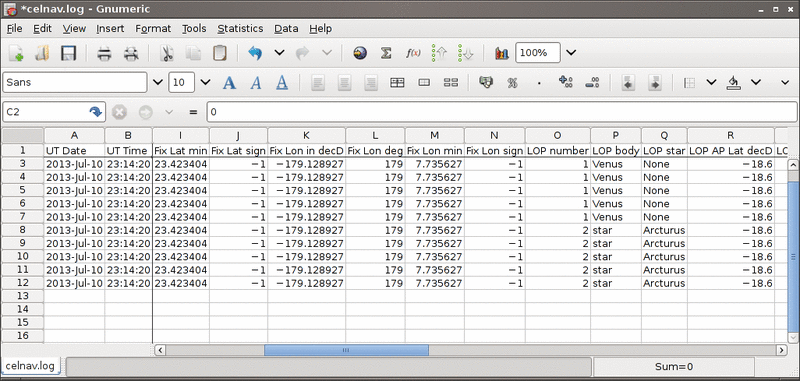 *celnav.log - Gnumeric
File Edit View Insert Format Tools Statistics Data Help
Σ f(x) 100%
Sans 10 A A A % .
C2 = 0
A B I J K L M N O P Q R
1 UT Date UT Time Fix Lat min Fix Lat sign Fix Lon in decD Fix Lon deg Fix Lon min Fix Lon sign LOP number LOP body LOP star LOP AP Lat decD LO
3 2013-Jul-10 23:14:20 23.423404 −1 −179.128927 179 7.735627 −1 1 Venus None −18.6
4 2013-Jul-10 23:14:20 23.423404 −1 −179.128927 179 7.735627 −1 1 Venus None −18.6
5 2013-Jul-10 23:14:20 23.423404 −1 −179.128927 179 7.735627 −1 1 Venus None −18.6
6 2013-Jul-10 23:14:20 23.423404 −1 −179.128927 179 7.735627 −1 1 Venus None −18.6
7 2013-Jul-10 23:14:20 23.423404 −1 −179.128927 179 7.735627 −1 1 Venus None −18.6
8 2013-Jul-10 23:14:20 23.423404 −1 −179.128927 179 7.735627 −1 2 star Arcturus −18.6
9 2013-Jul-10 23:14:20 23.423404 −1 −179.128927 179 7.735627 −1 2 star Arcturus −18.6
10 2013-Jul-10 23:14:20 23.423404 −1 −179.128927 179 7.735627 −1 2 star Arcturus −18.6
11 2013-Jul-10 23:14:20 23.423404 −1 −179.128927 179 7.735627 −1 2 star Arcturus −18.6
12 2013-Jul-10 23:14:20 23.423404 −1 −179.128927 179 7.735627 −1 2 star Arcturus −18.6
13
14
15
16
celnav.log Sum=0